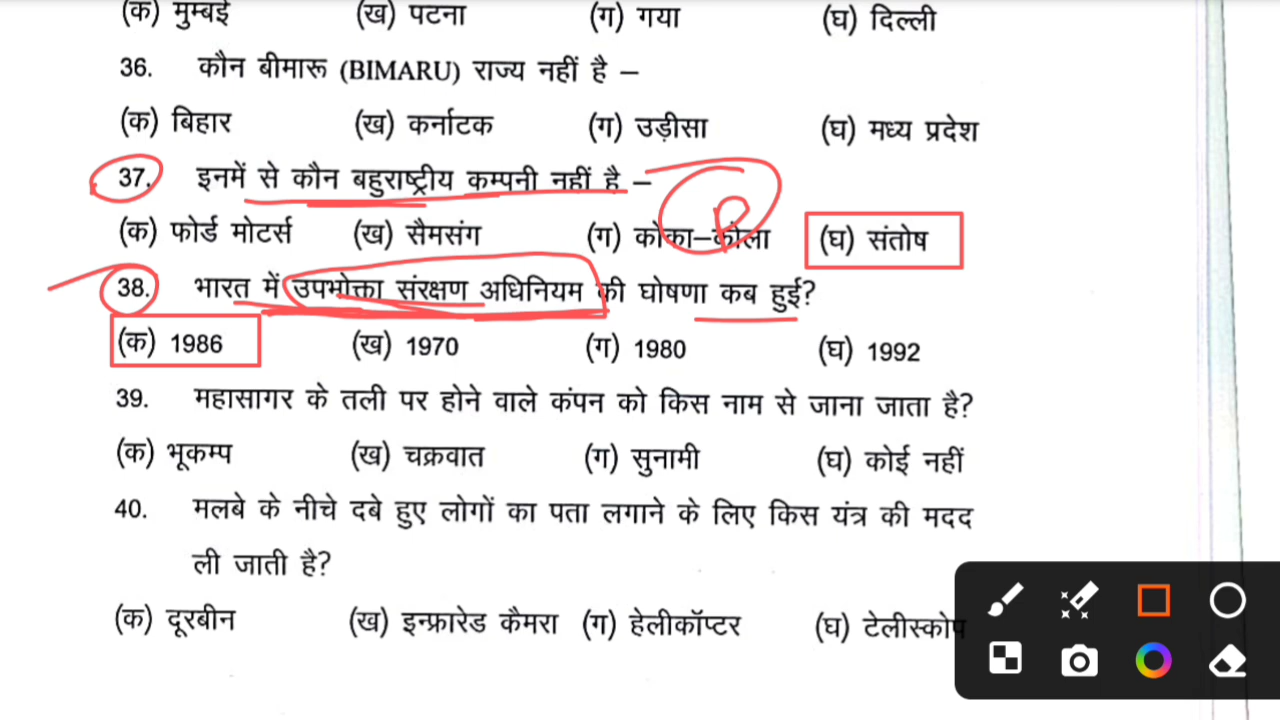 (क) मुम्बई (ख) पटना (ग) गया (घ) दिल्ली
36. कौन बीमारू (BIMARU) राज्य नहीं है –
(क) बिहार (ख) कर्नाटक (ग) उड़ीसा (घ) मध्य प्रदेश
37. इनमें से कौन बहुराष्ट्रीय कम्पनी नहीं है –
(क) फोर्ड मोटर्स (ख) सैमसंग (ग) कोका–कोला (घ) संतोष
38. भारत में उपभोक्ता संरक्षण अधिनियम की घोषणा कब हुई?
(क) 1986 (ख) 1970 (ग) 1980 (घ) 1992
39. महासागर के तली पर होने वाले कंपन को किस नाम से जाना जाता है?
(क) भूकम्प (ख) चक्रवात (ग) सुनामी (घ) कोई नहीं
40. मलबे के नीचे दबे हुए लोगों का पता लगाने के लिए किस यंत्र की मदद
ली जाती है?
(क) दूरबीन (ख) इन्फ्रारेड कैमरा (ग) हेलीकॉप्टर (घ) टेलीस्कोप